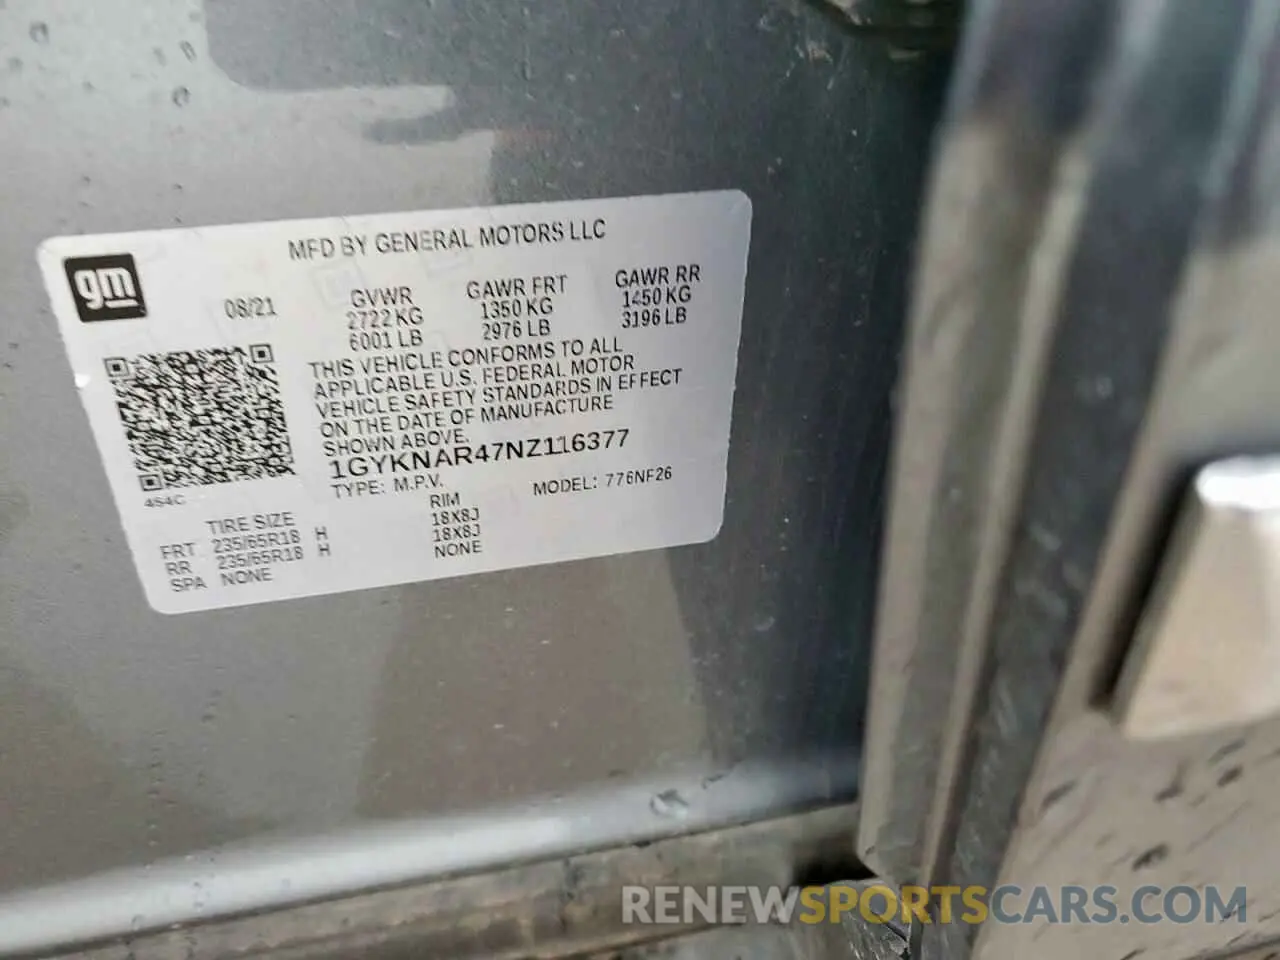 MFD BY GENERAL MOTORS LLC
gm
08/21 GVWR GAWR FRT GAWR RR
2722 KG 1350 KG 1450 KG
6001 LB 2976 LB 3196 LB
THIS VEHICLE CONFORMS TO ALL
APPLICABLE U.S. FEDERAL MOTOR
VEHICLE SAFETY STANDARDS IN EFFECT
ON THE DATE OF MANUFACTURE
SHOWN ABOVE.
1GYKNAR47NZ116377
TYPE: M.P.V. MODEL: 776NF26
454C
TIRE SIZE RIM
FRT 235/65R18 H 18X8J
RR 235/65R18 H 18X8J
SPA NONE NONE
RENEWSPORTSCARS.COM